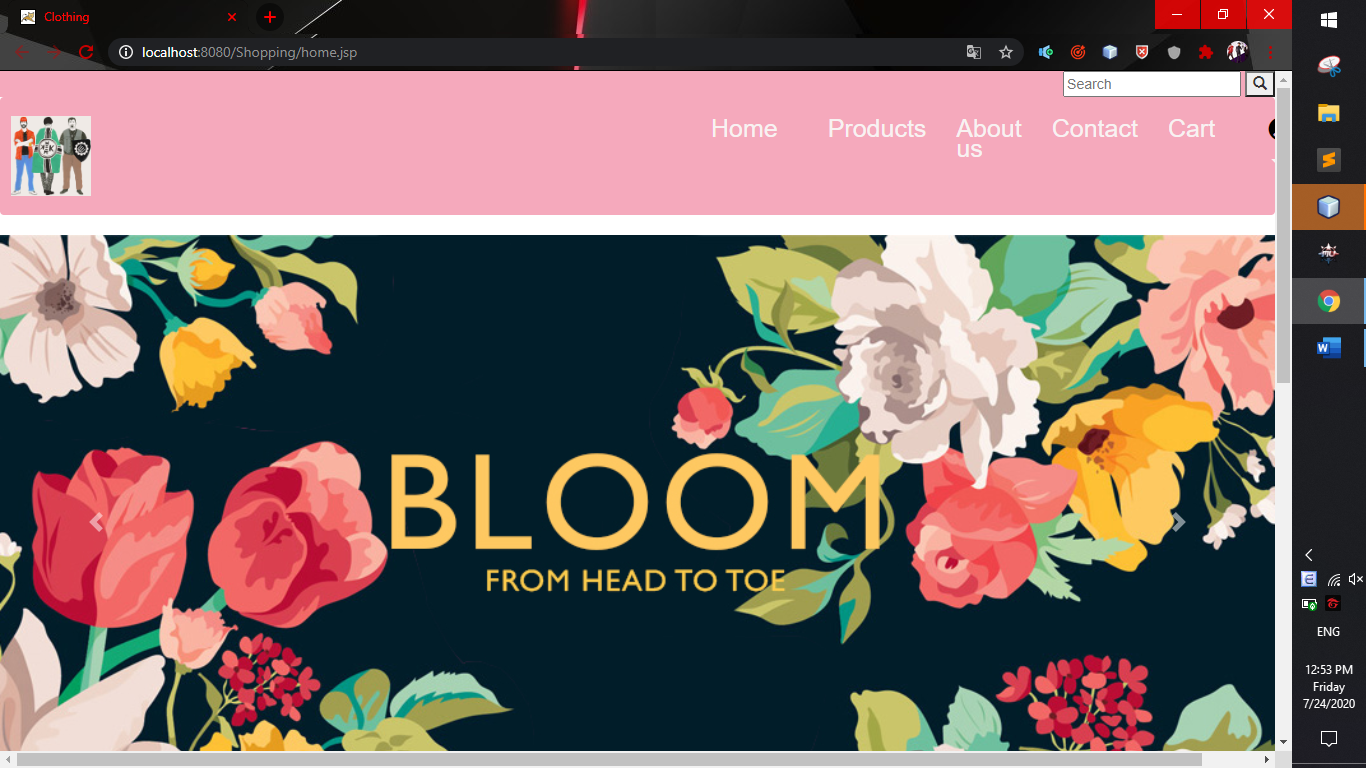 Clothing
localhost:8080/Shopping/home.jsp
Search
Home Products About us Contact Cart
BLOOM
FROM HEAD TO TOE
ENG
12:53 PM
Friday
7/24/2020